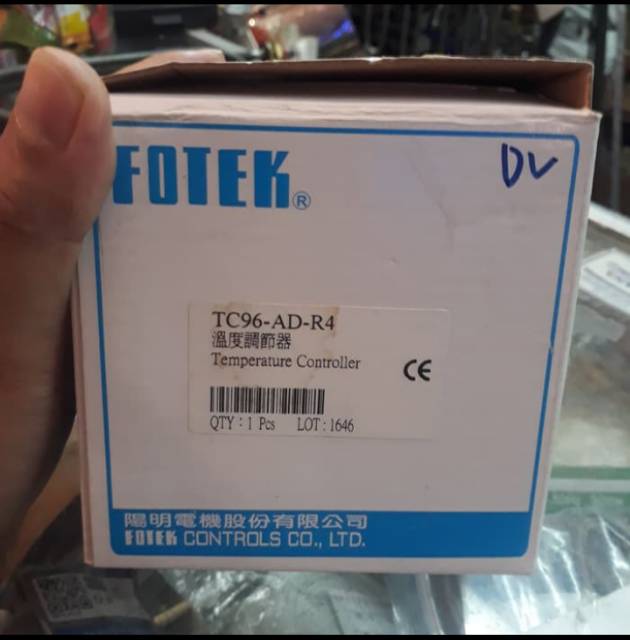 FOTEK®
DV
TC96-AD-R4
溫度調節器
Temperature Controller
CE
QTY：1 Pcs LOT : 1646
陽明電機股份有限公司
FOTEK CONTROLS CO., LTD.